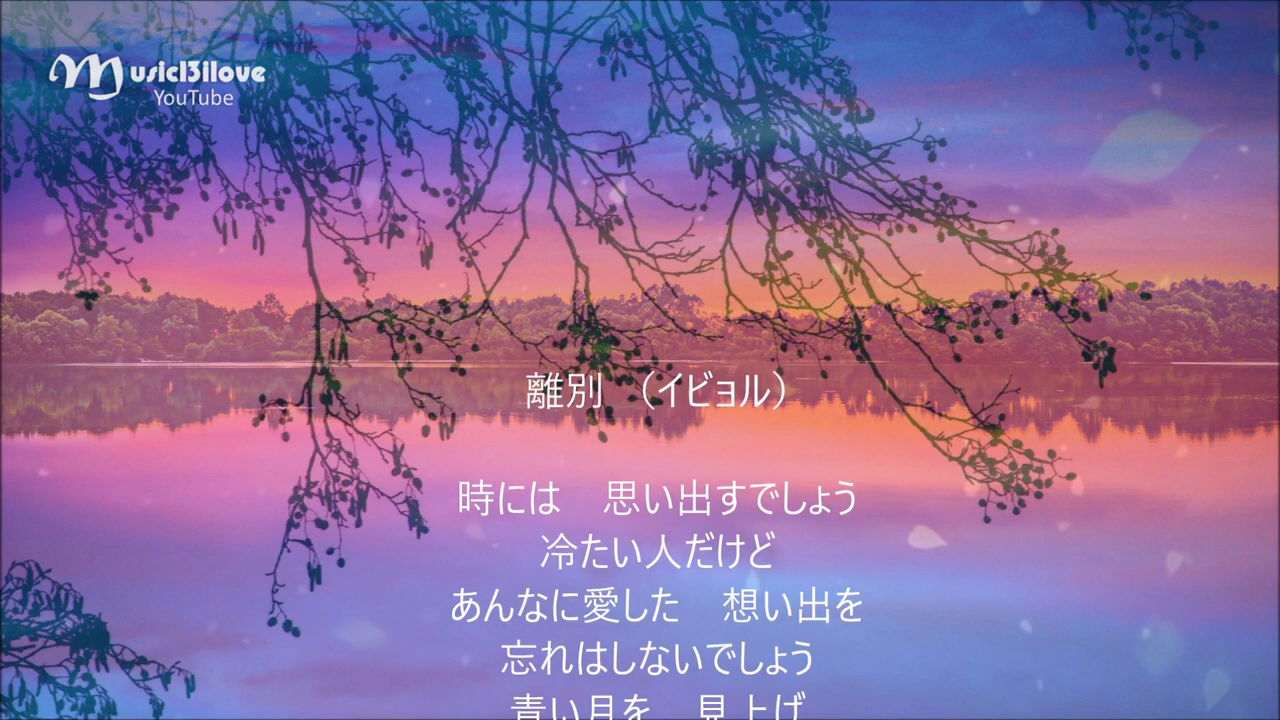 Musicl3ilove
YouTube
離別 （イビョル）
時には 思い出すでしょう
冷たい人だけど
あんなに愛した 想い出を
忘れはしないでしょう
青い月を 見上げ